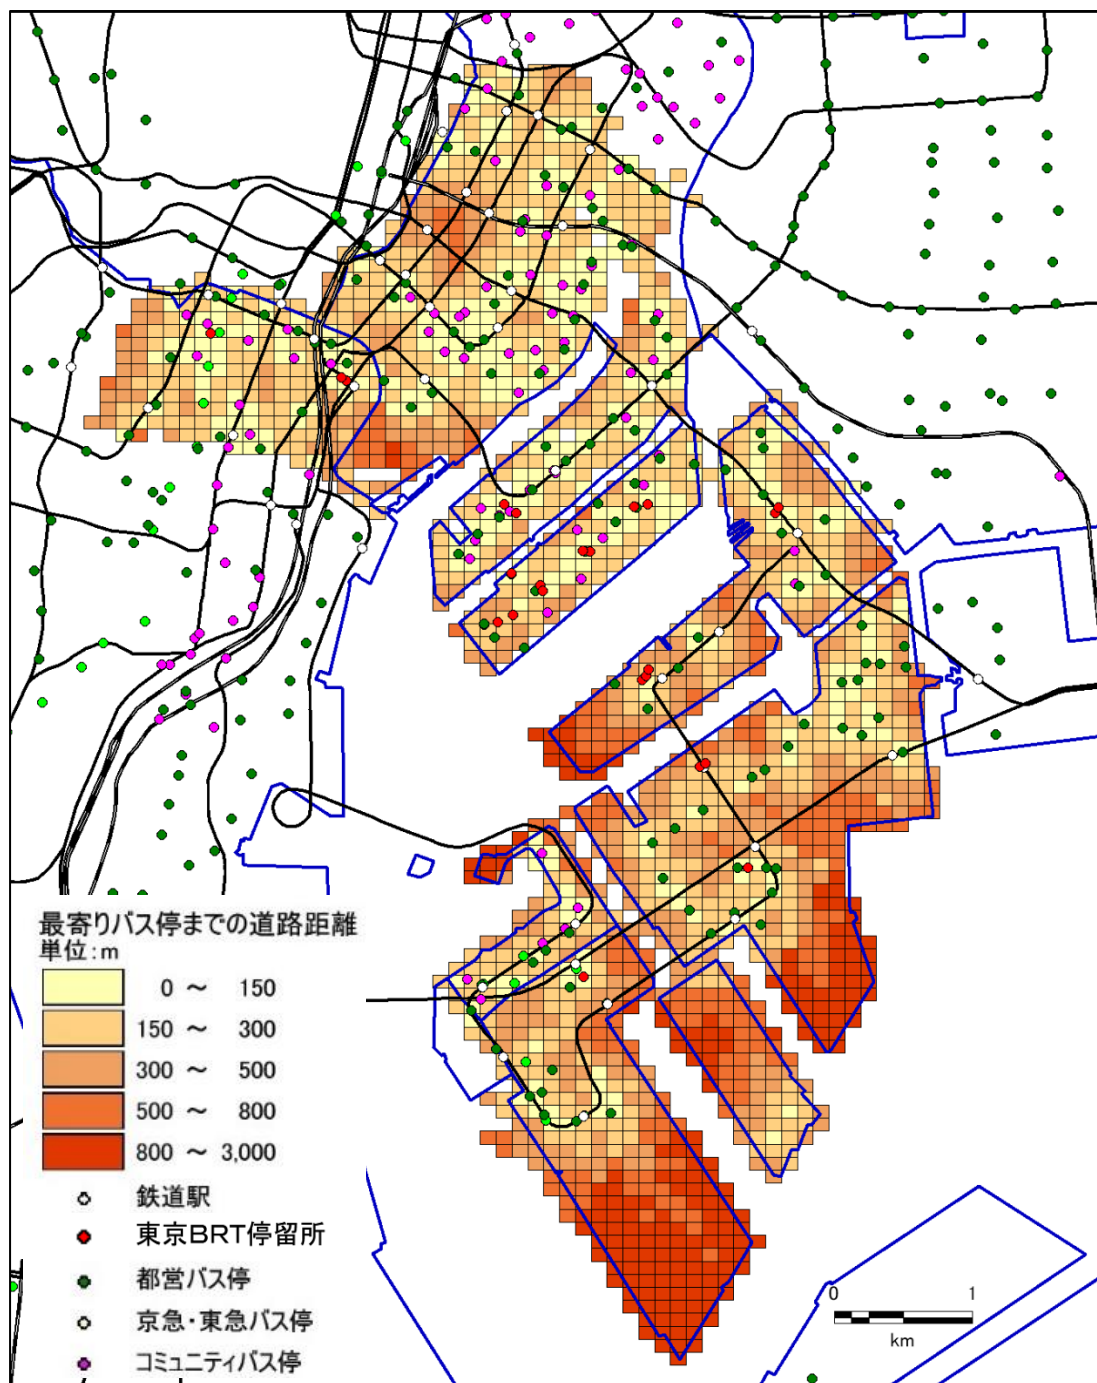 最寄りバス停までの道路距離
単位:m
0 ～ 150
150 ～ 300
300 ～ 500
500 ～ 800
800 ～ 3,000
鉄道駅
東京BRT停留所
都営バス停
京急・東急バス停
コミュニティバス停
0 1
km